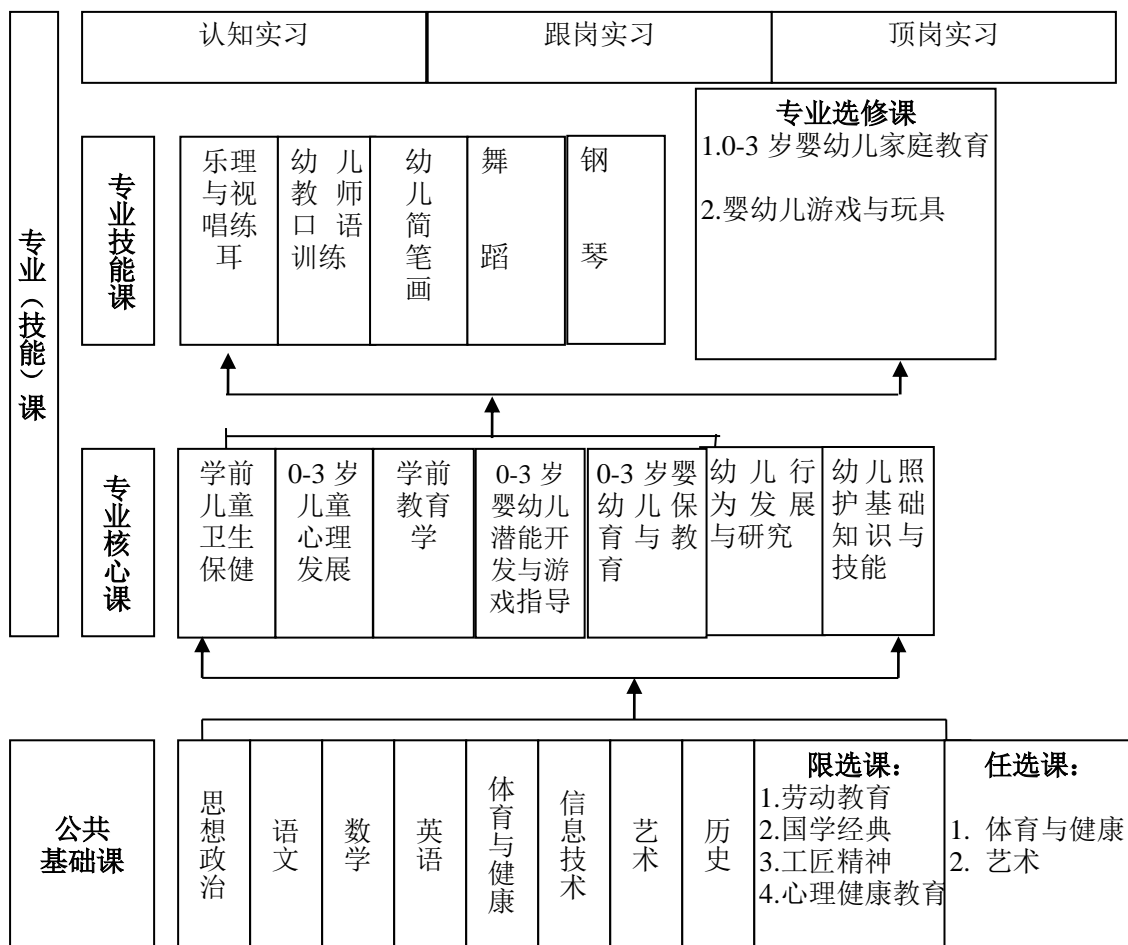 认知实习
跟岗实习
顶岗实习
专业（技能）课
专业技能课
乐理
与视
唱练
耳
幼儿
教师
口语
训练
幼儿简笔画
舞蹈
钢琴
专业选修课
1.0-3 岁婴幼儿家庭教育
2.婴幼儿游戏与玩具
专业核心课
学前
儿童
卫生
保健
0-3 岁
儿童
心理
发展
学前
教育
学
0-3 岁
婴幼儿
潜能开
发与游
戏指导
0-3 岁婴
幼儿保
育与教
育
幼儿行
为发展
与研究
幼儿照
护基础
知识与
技能
公共
基础课
思想政治
语文
数学
英语
体育与健康
信息技术
艺术
历史
限选课：
1.劳动教育
2.国学经典
3.工匠精神
4.心理健康教育
任选课：
1. 体育与健康
2. 艺术